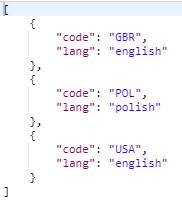 [
    {
        "code": "GBR",
        "lang": "english"
    },
    {
        "code": "POL",
        "lang": "polish"
    },
    {
        "code": "USA",
        "lang": "english"
    }
]